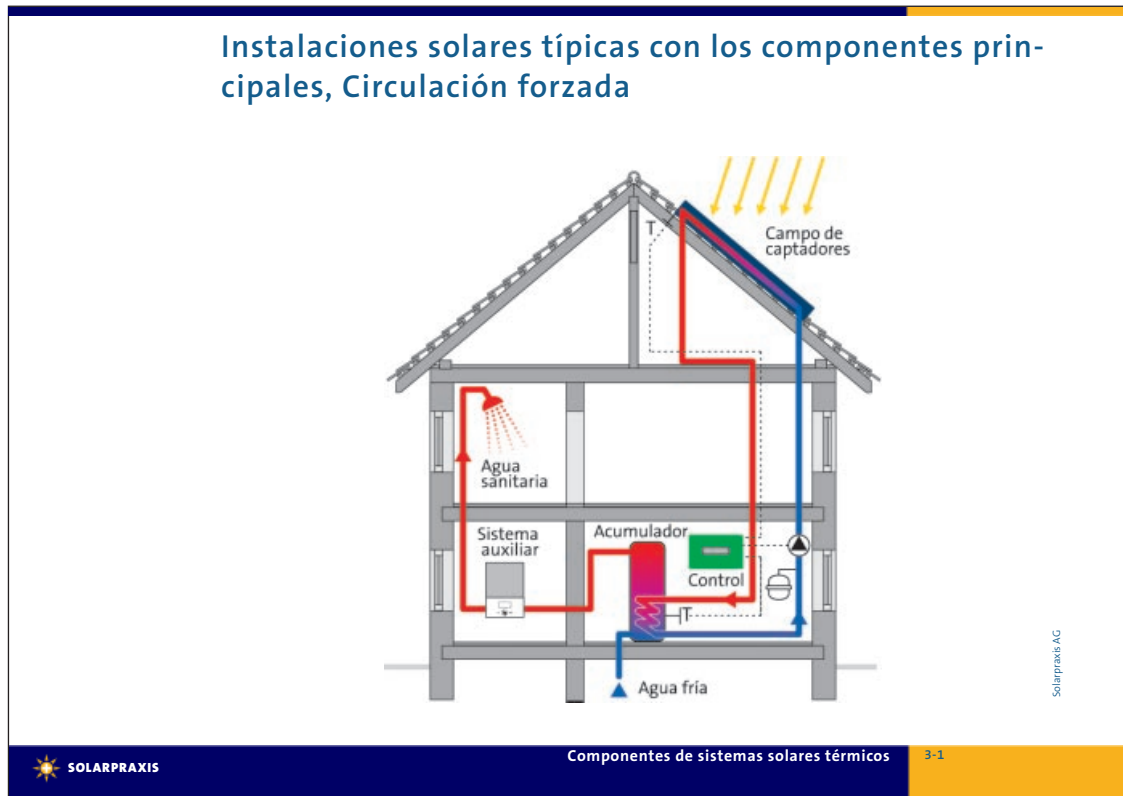 Instalaciones solares típicas con los componentes prin-
cipales, Circulación forzada
T
Campo de
captadores
Agua
sanitaria
Sistema
auxiliar
Acumulador
Control
T
Agua fría
Solarpraxis AG
SOLARPRAXIS
Componentes de sistemas solares térmicos
3-1